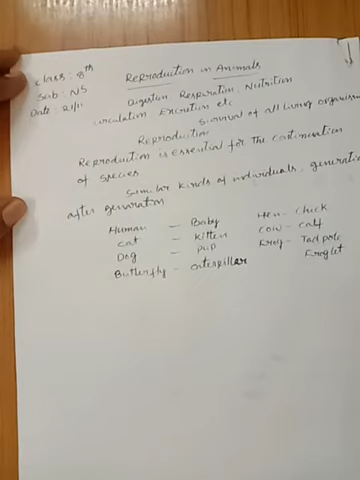 Class: 8th
Reproduction in Animals
Sub: NS
Date: 21/11
Digestion Respiration, Nutrition
circulation Excretion etc
Survival of all living organism
Reproduction
Reproduction is essential for The continuation
of species
Similar kinds of individuals, generation
after generation
Human — Baby Hen - Chick
cat — Kitten cow - calf
Dog — pup Frog - Tadpole
Butterfly - caterpillar Froglet